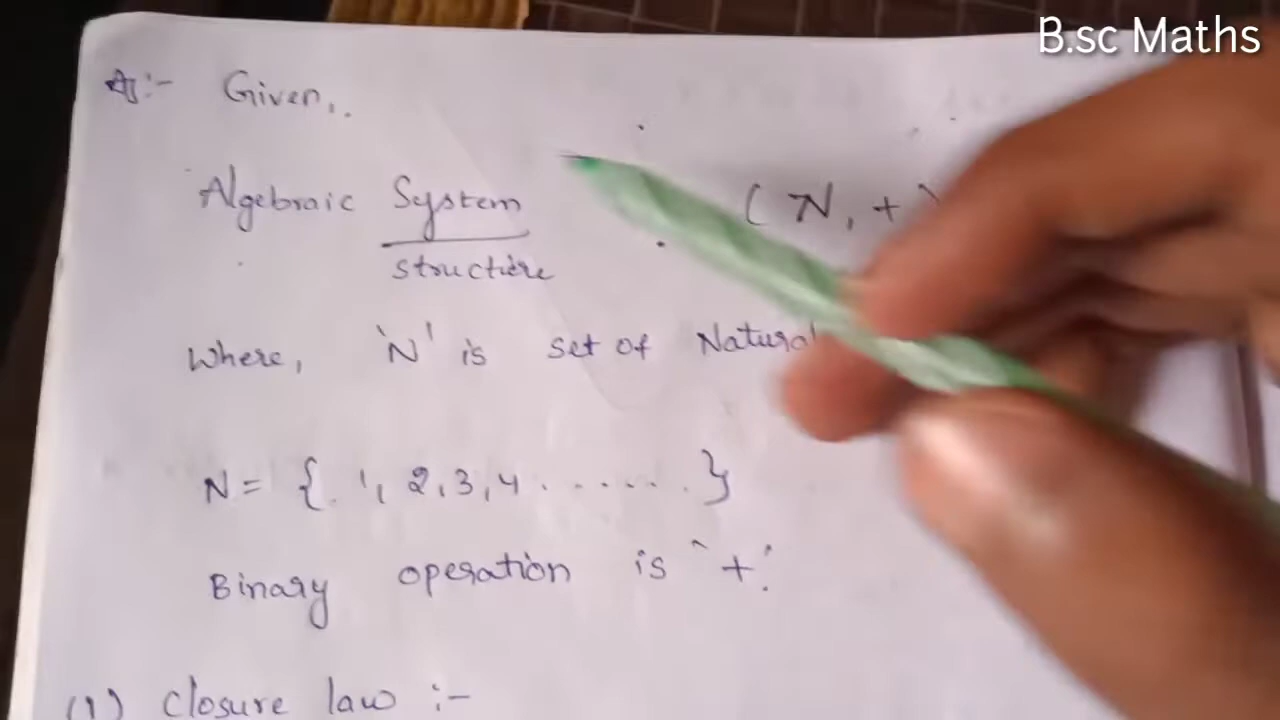 B.sc Maths
A):- Given,.
Algebraic System
structure
(N, +)
Where, 'N' is set of Natural
N = { 1, 2, 3, 4 ....... }
Binary operation is '+'.
(1) closure law :-